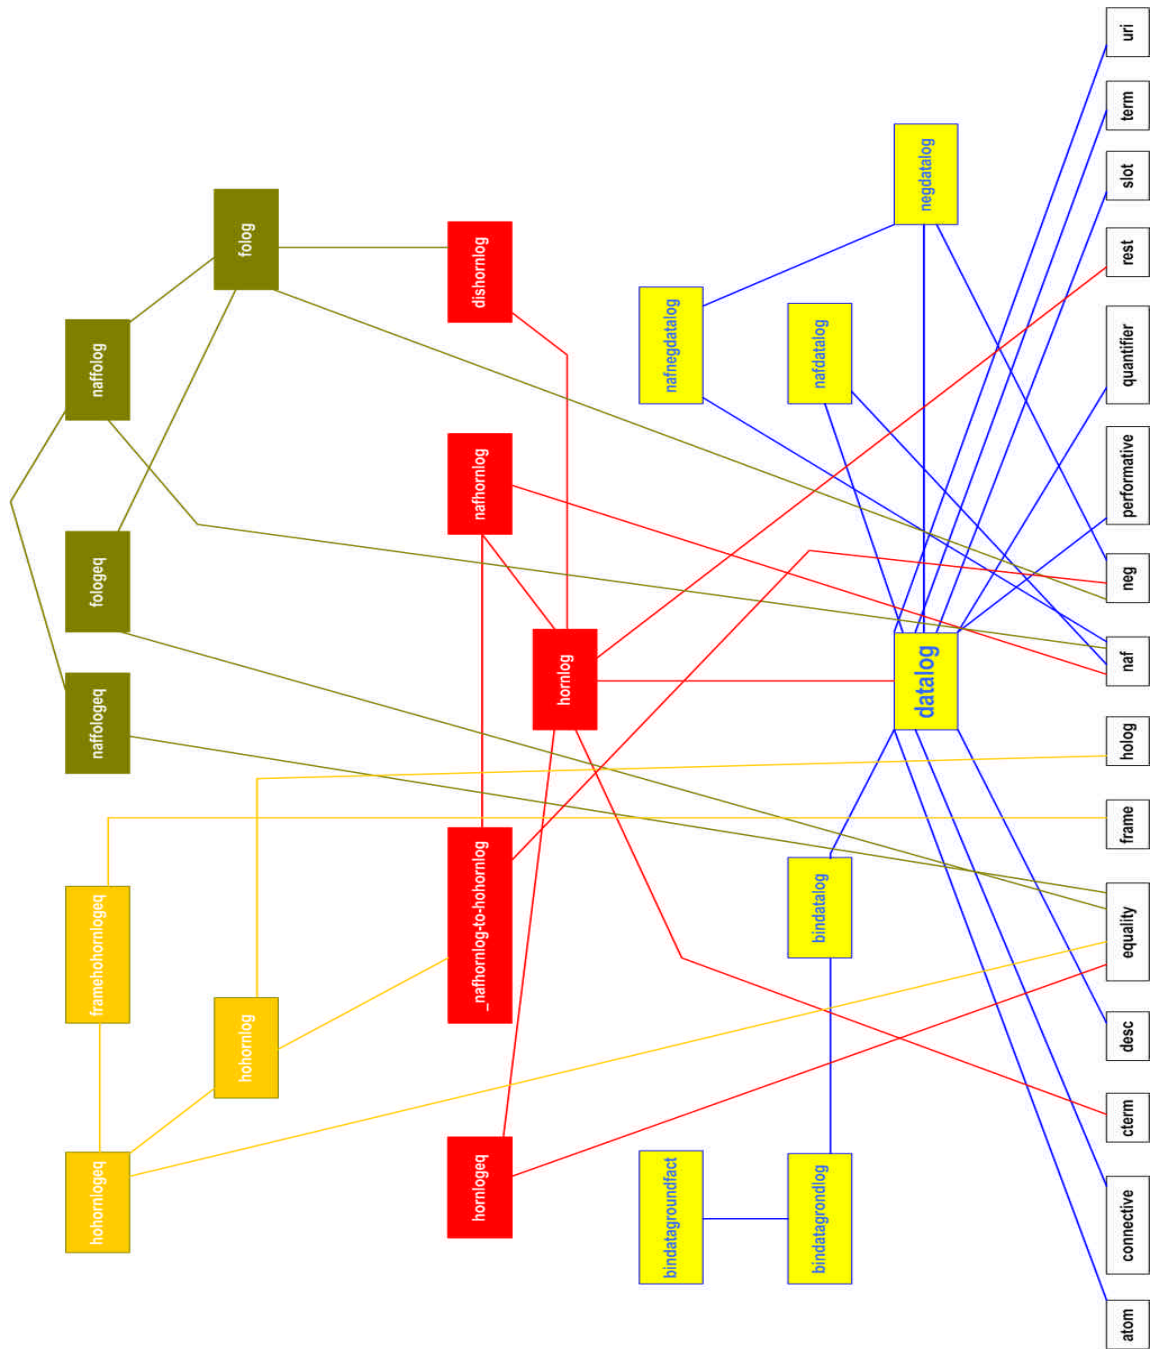 naffologeq
fologeq
naffolog
folog
hohornlogeq
framehohornlogeq
hohornlog
hornlogeq
_nafhornlog-to-hohornlog
nafhornlog
dishornlog
hornlog
bindatagroundfact
nafnegdatalog
bindatagrondlog
bindatalog
nafdatalog
datalog
negdatalog
atom
connective
cterm
desc
equality
frame
holog
naf
neg
performative
quantifier
rest
slot
term
uri